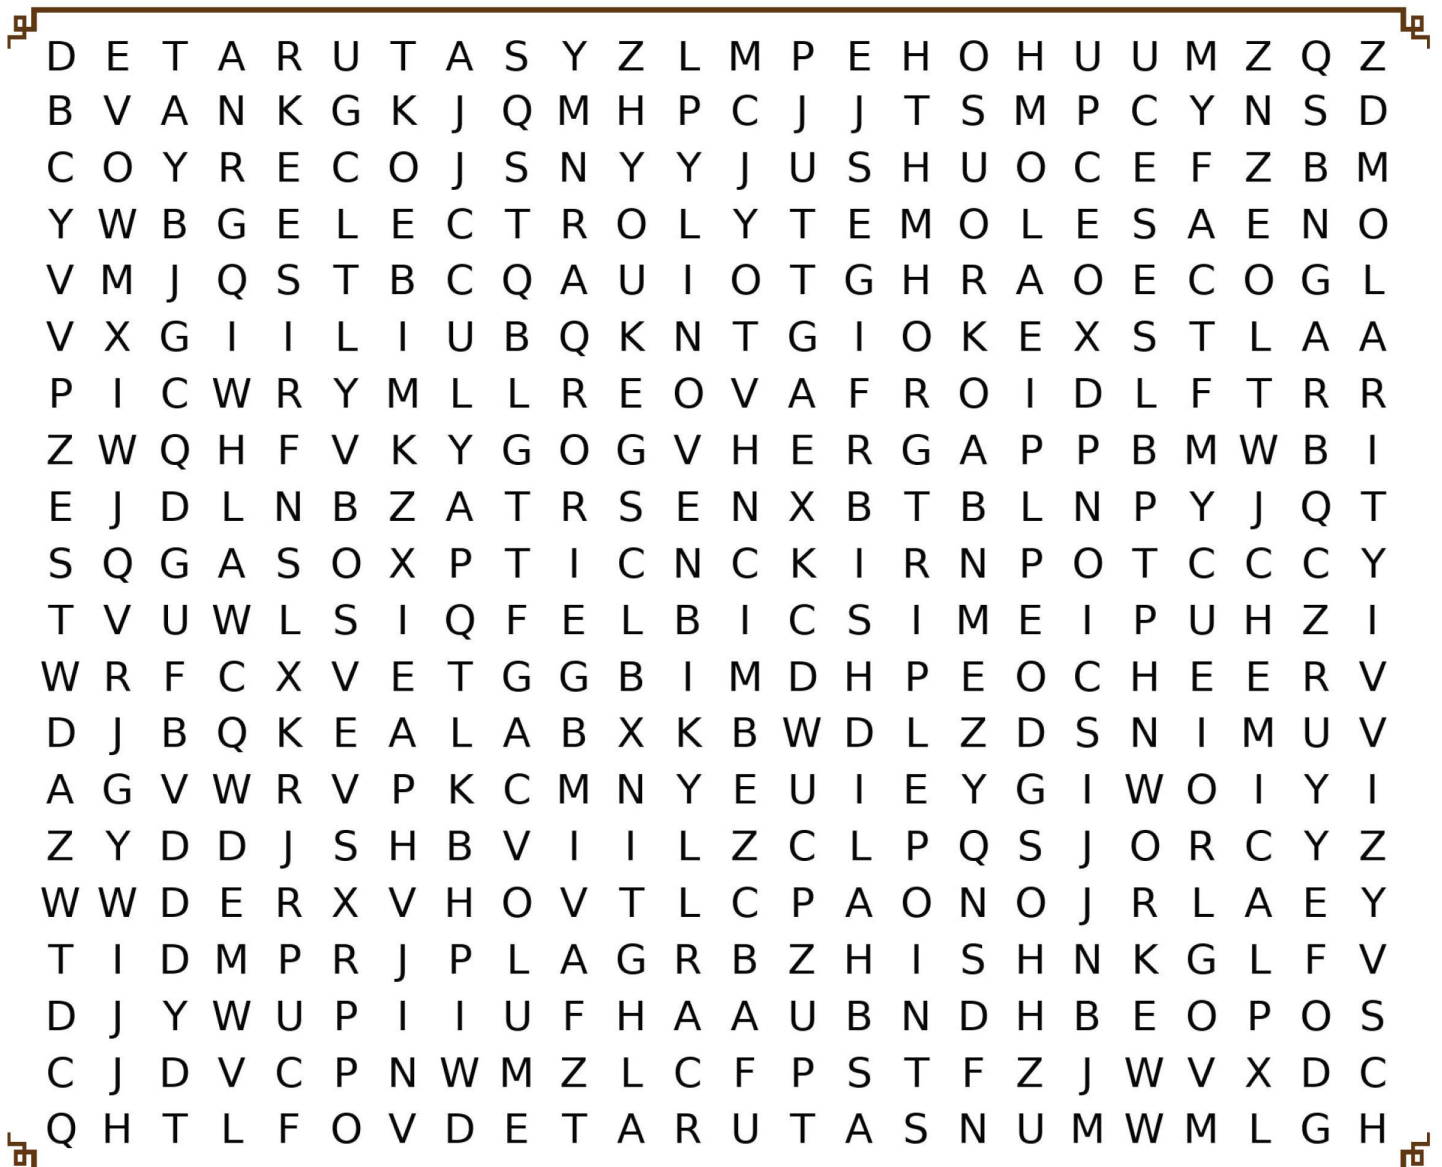 D E T A R U T A S Y Z L M P E H O H U U M Z Q Z
B V A N K G K J Q M H P C J J T S M P C Y N S D
C O Y R E C O J S N Y Y J U S H U O C E F Z B M
Y W B G E L E C T R O L Y T E M O L E S A E N O
V M J Q S T B C Q A U I O T G H R A O E C O G L
V X G I I L I U B Q K N T G I O K E X S T L A A
P I C W R Y M L L R E O V A F R O I D L F T R R
Z W Q H F V K Y G O G V H E R G A P P B M W B I
E J D L N B Z A T R S E N X B T B L N P Y J Q T
S Q G A S O X P T I C N C K I R N P O T C C C Y
T V U W L S I Q F E L B I C S I M E I P U H Z I
W R F C X V E T G G B I M D H P E O C H E E R V
D J B Q K E A L A B X K B W D L Z D S N I M U V
A G V W R V P K C M N Y E U I E Y G I W O I Y I
Z Y D D J S H B V I I L Z C L P Q S J O R C Y Z
W W D E R X V H O V T L C P A O N O J R L A E Y
T I D M P R J P L A G R B Z H I S H N K G L F V
D J Y W U P I I U F H A A U B N D H B E O P O S
C J D V C P N W M Z L C F P S T F Z J W V X D C
Q H T L F O V D E T A R U T A S N U M W M L G H